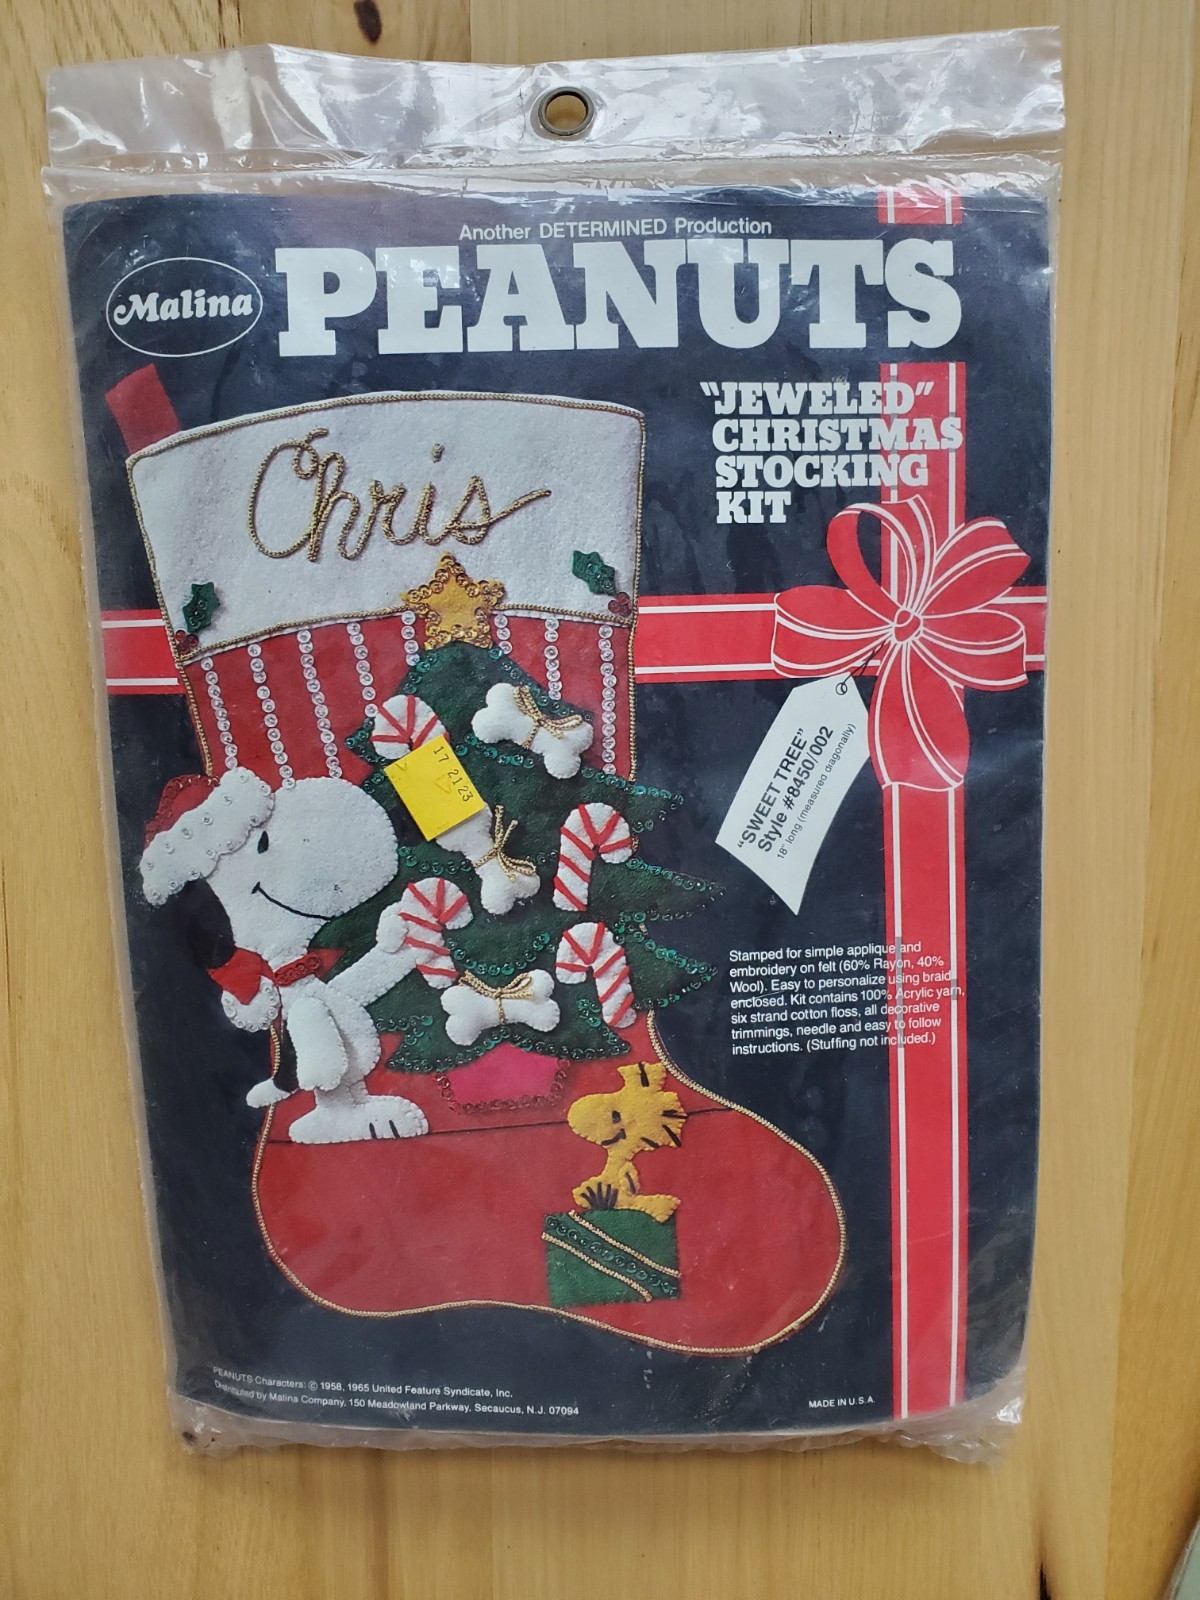 Another DETERMINED Production
Malina
PEANUTS
"JEWELED"
CHRISTMAS
STOCKING
KIT
Chris
17 2123
"SWEET TREE"
Style #8450/002
18" long (measured diagonally)
Stamped for simple applique and
embroidery on felt (60% Rayon, 40%
Wool). Easy to personalize using braid
enclosed. Kit contains 100% Acrylic yarn,
six strand cotton floss, all decorative
trimmings, needle and easy to follow
instructions. (Stuffing not included.)
PEANUTS Characters: © 1958, 1965 United Feature Syndicate, Inc.
Distributed by Malina Company, 150 Meadowland Parkway, Secaucus, N.J. 07094
MADE IN U.S.A.